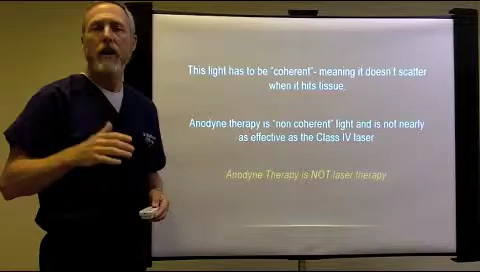 This light has to be "coherent"- meaning it doesn't scatter
when it hits tissue.
Anodyne therapy is "non coherent" light and is not nearly
as effective as the Class IV laser
Anodyne Therapy is NOT laser therapy